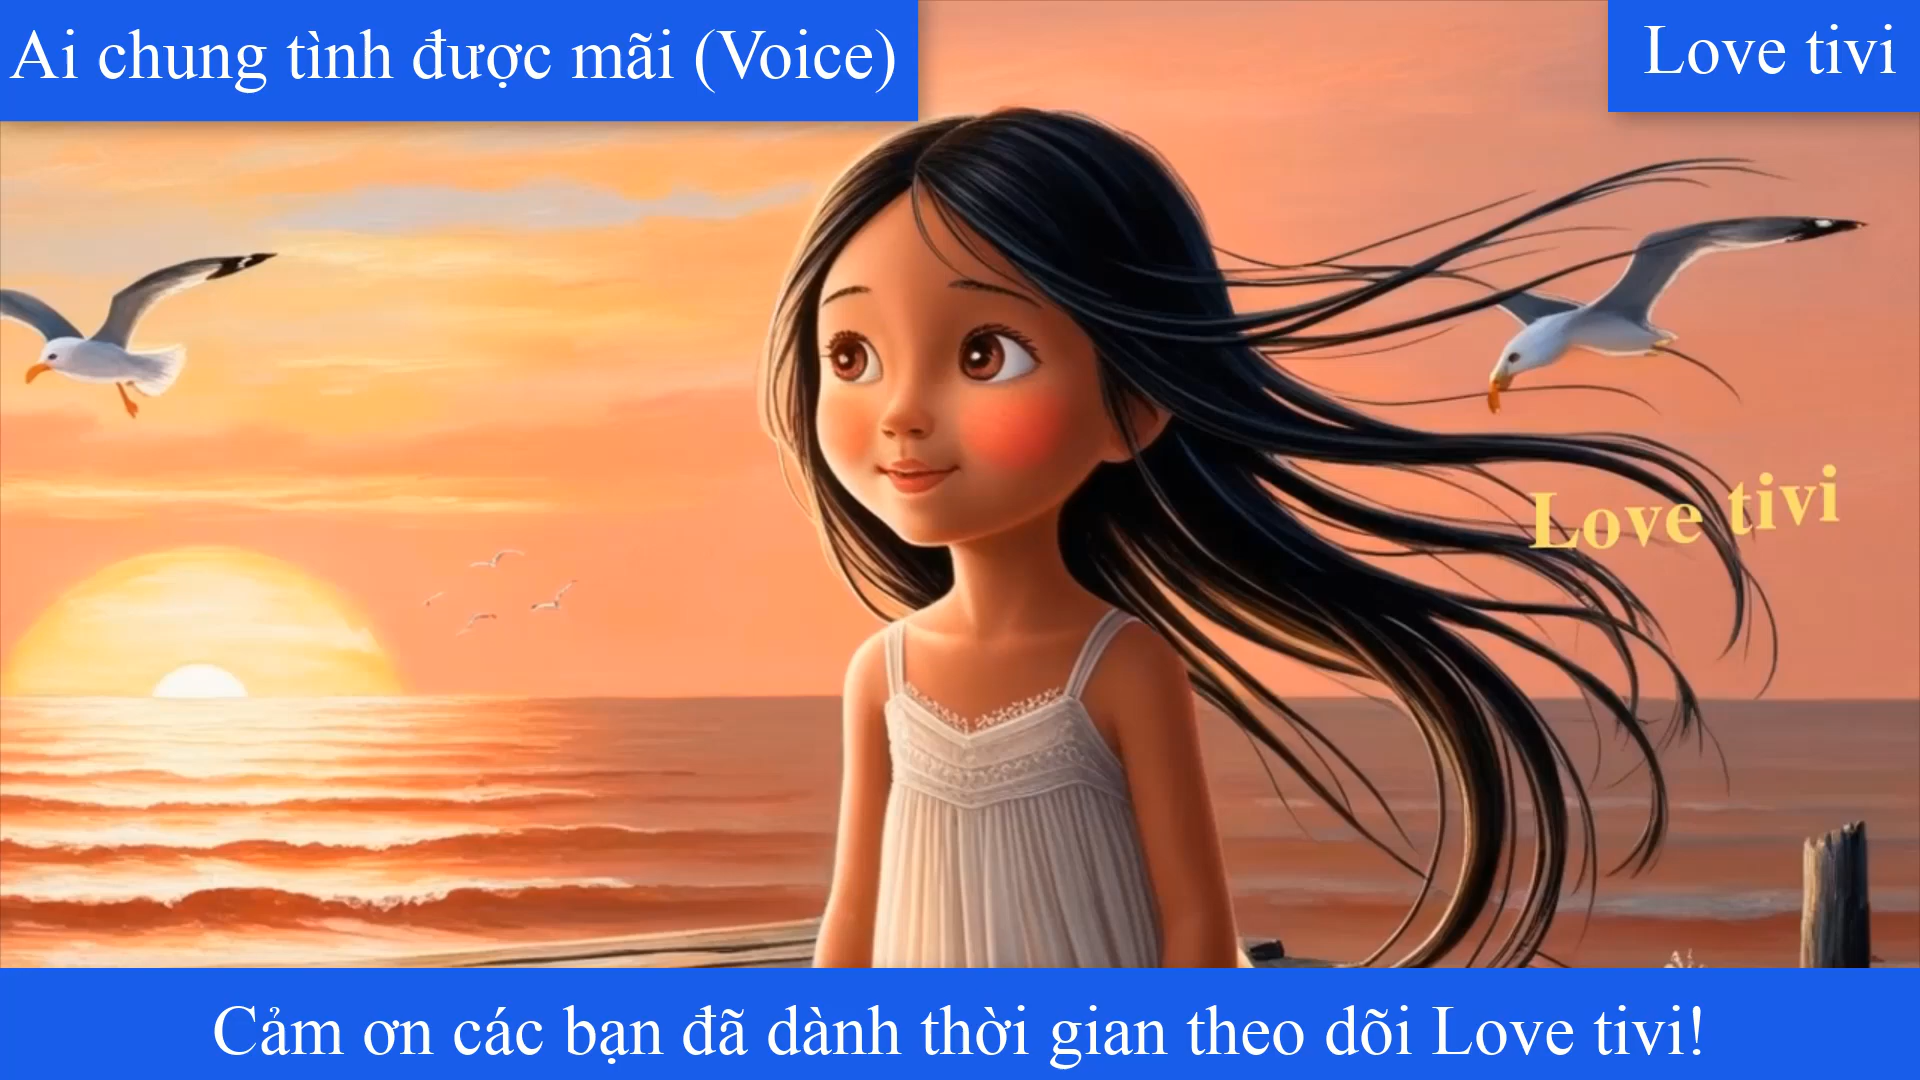 Ai chung tình được mãi (Voice)
Love tivi
Love tivi
Cảm ơn các bạn đã dành thời gian theo dõi Love tivi!